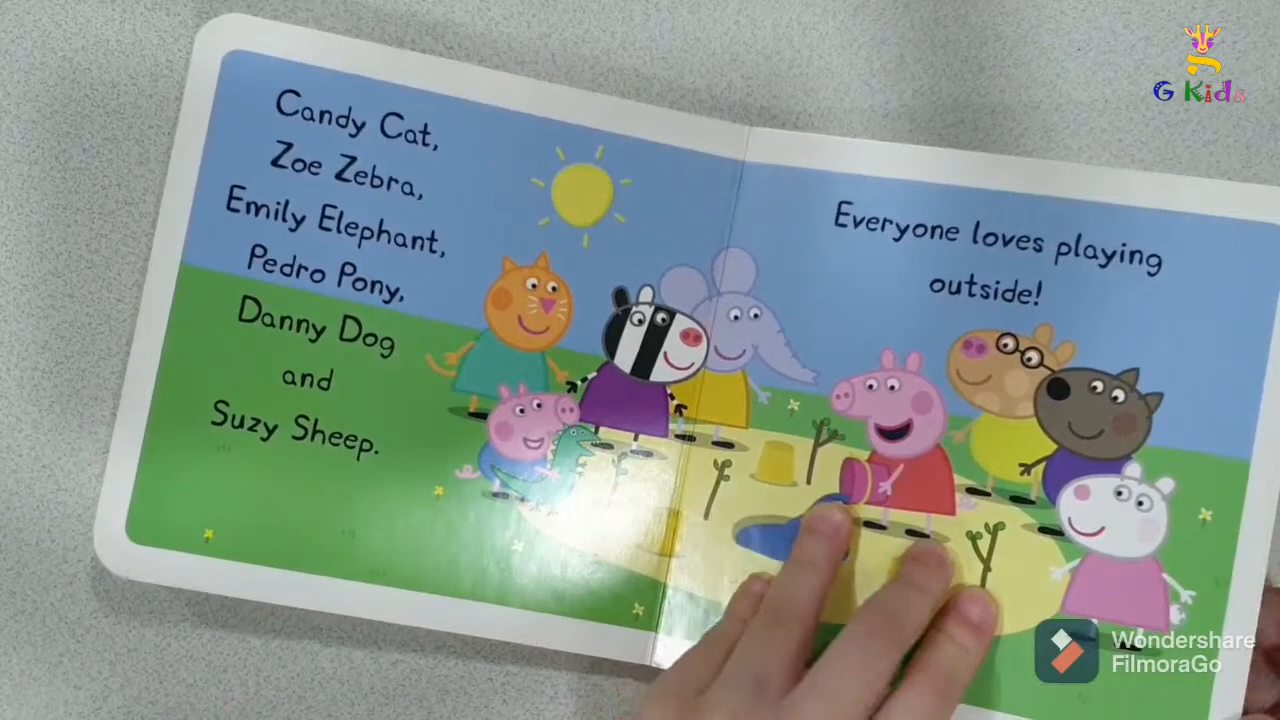 Candy Cat,
Zoe Zebra,
Emily Elephant,
Pedro Pony,
Danny Dog
and
Suzy Sheep.
Everyone loves playing
outside!
G Kids
Wondershare
FilmoraGo